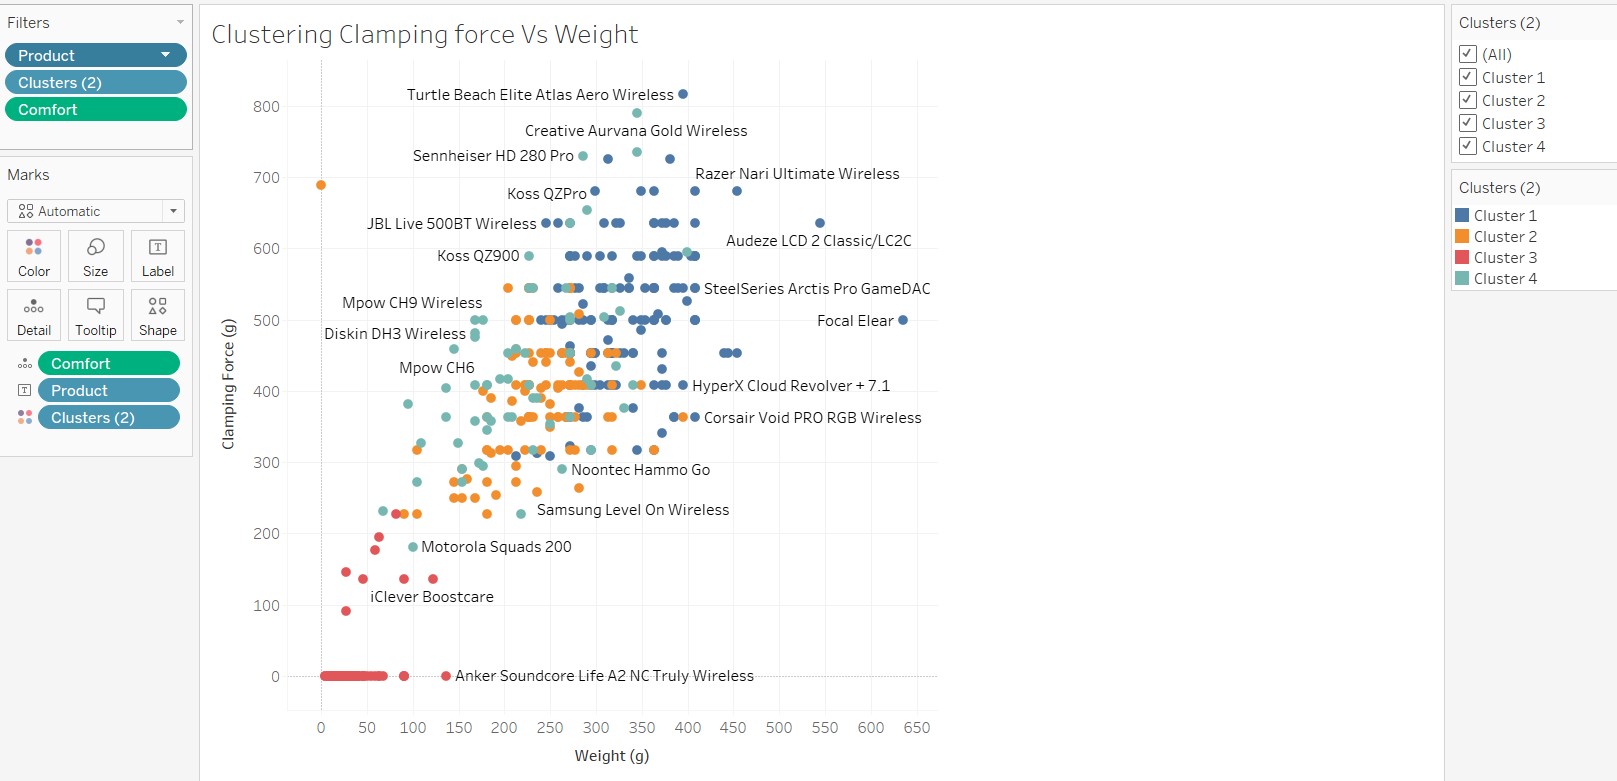 Filters
Product
Clusters (2)
Comfort
Marks
Automatic
Color
Size
Label
Detail
Tooltip
Shape
Comfort
Product
Clusters (2)
Clustering Clamping force Vs Weight
Turtle Beach Elite Atlas Aero Wireless
Creative Aurvana Gold Wireless
Sennheiser HD 280 Pro
Razer Nari Ultimate Wireless
Koss QZPro
JBL Live 500BT Wireless
Audeze LCD 2 Classic/LC2C
Koss QZ900
SteelSeries Arctis Pro GameDAC
Mpow CH9 Wireless
Focal Elear
Diskin DH3 Wireless
Mpow CH6
HyperX Cloud Revolver + 7.1
Corsair Void PRO RGB Wireless
Noontec Hammo Go
Samsung Level On Wireless
Motorola Squads 200
iClever Boostcare
Anker Soundcore Life A2 NC Truly Wireless
Clamping Force (g)
800
700
600
500
400
300
200
100
0
0 50 100 150 200 250 300 350 400 450 500 550 600 650
Weight (g)
Clusters (2)
(All)
Cluster 1
Cluster 2
Cluster 3
Cluster 4
Clusters (2)
Cluster 1
Cluster 2
Cluster 3
Cluster 4